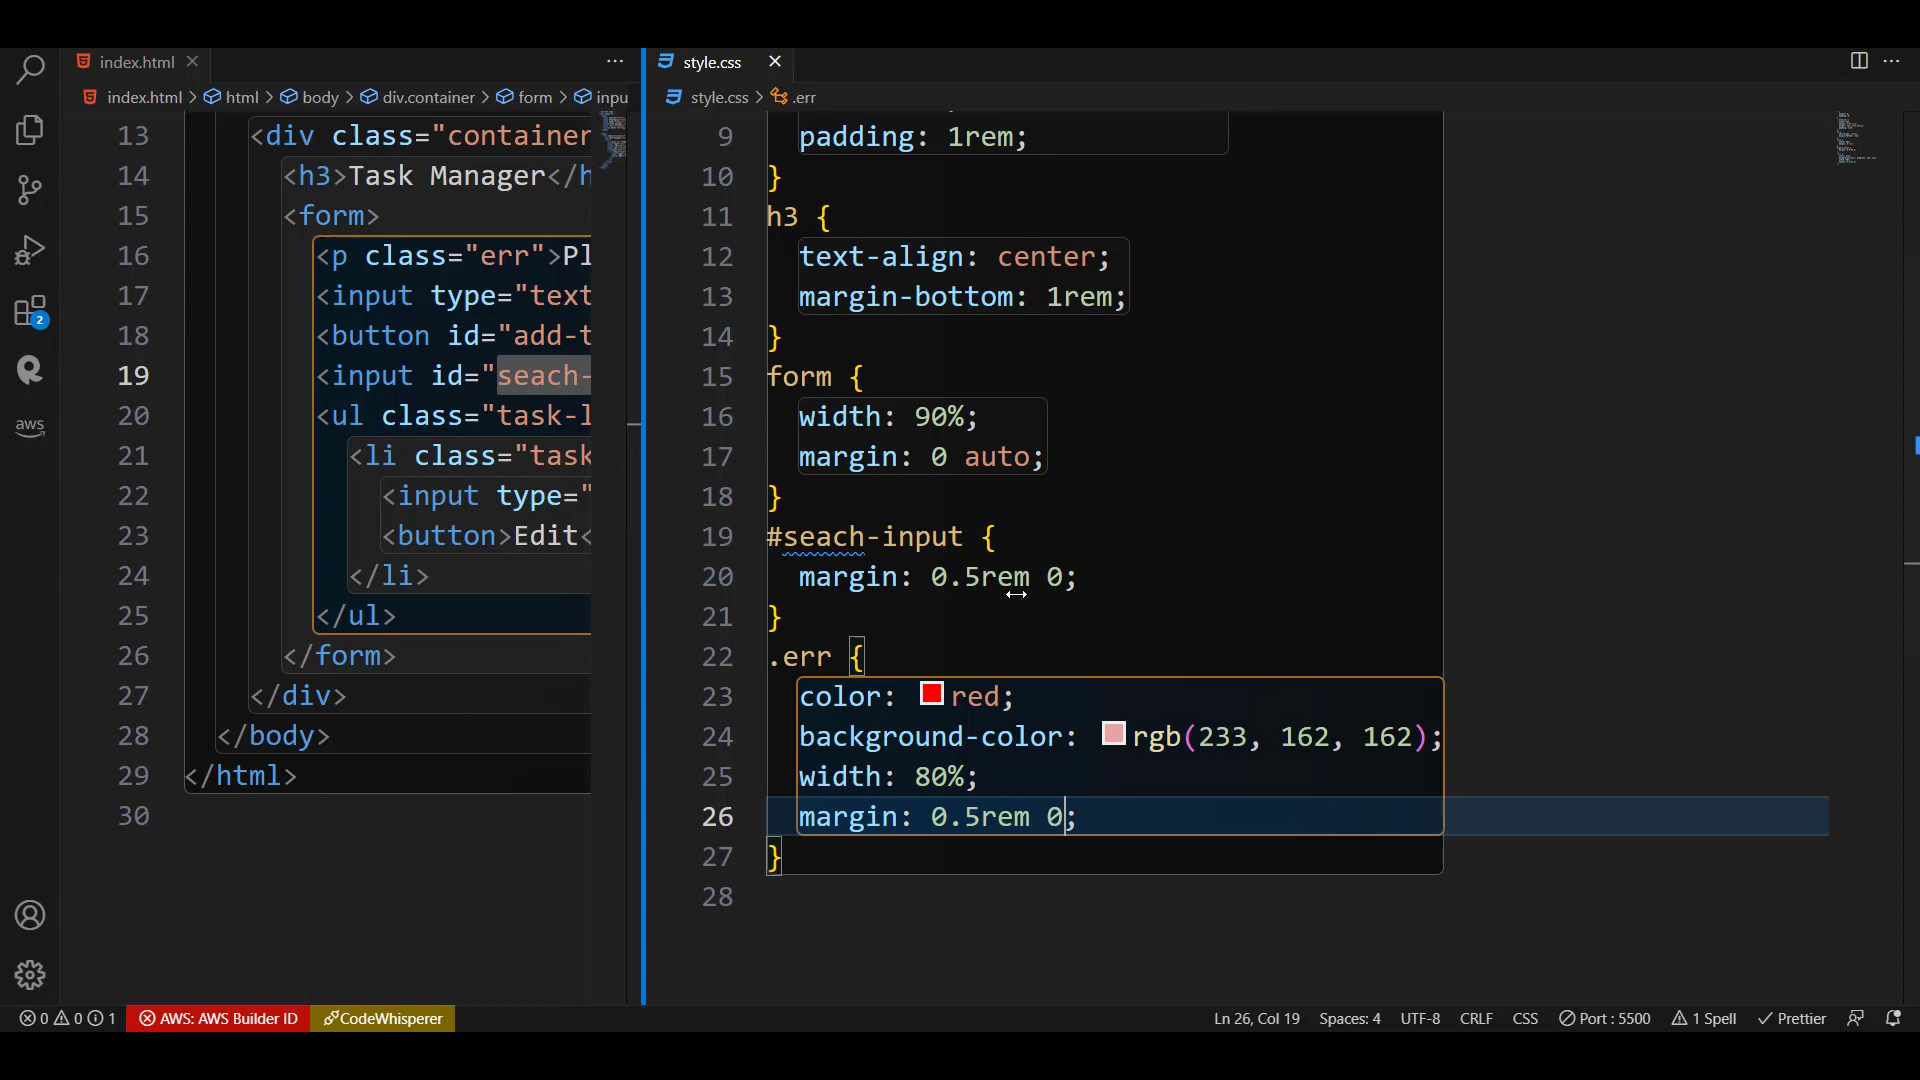 index.html
style.css
index.html > html > body > div.container > form > inpu
style.css > .err
13 <div class="container
14 <h3>Task Manager</h
15 <form>
16 <p class="err">Pl
17 <input type="text
18 <button id="add-t
19 <input id="seach-
20 <ul class="task-l
21 <li class="task
22 <input type="
23 <button>Edit<
24 </li>
25 </ul>
26 </form>
27 </div>
28 </body>
29 </html>
30
9 padding: 1rem;
10 }
11 h3 {
12 text-align: center;
13 margin-bottom: 1rem;
14 }
15 form {
16 width: 90%;
17 margin: 0 auto;
18 }
19 #seach-input {
20 margin: 0.5rem 0;
21 }
22 .err {
23 color: red;
24 background-color: rgb(233, 162, 162);
25 width: 80%;
26 margin: 0.5rem 0;
27 }
28
2
aws
0 0 1 AWS: AWS Builder ID CodeWhisperer Ln 26, Col 19 Spaces: 4 UTF-8 CRLF CSS Port : 5500 1 Spell Prettier